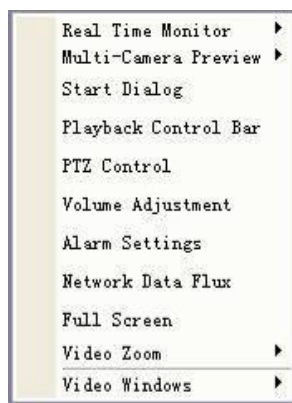 Real Time Monitor
Multi-Camera Preview
Start Dialog
Playback Control Bar
PTZ Control
Volume Adjustment
Alarm Settings
Network Data Flux
Full Screen
Video Zoom
Video Windows